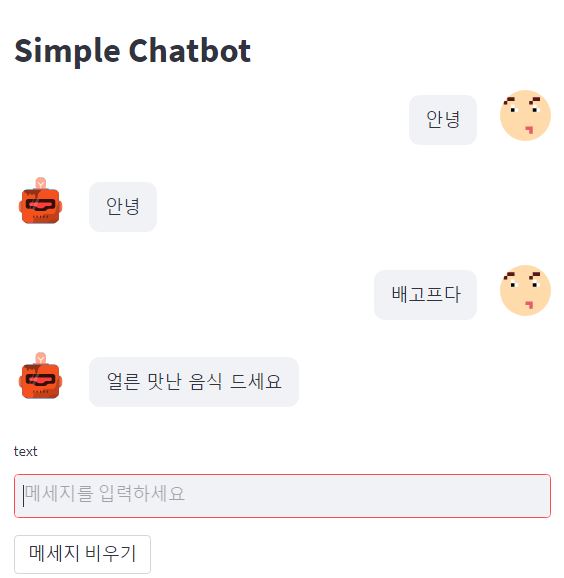 Simple Chatbot
안녕
안녕
배고프다
얼른 맛난 음식 드세요
text
메세지를 입력하세요
메세지 비우기